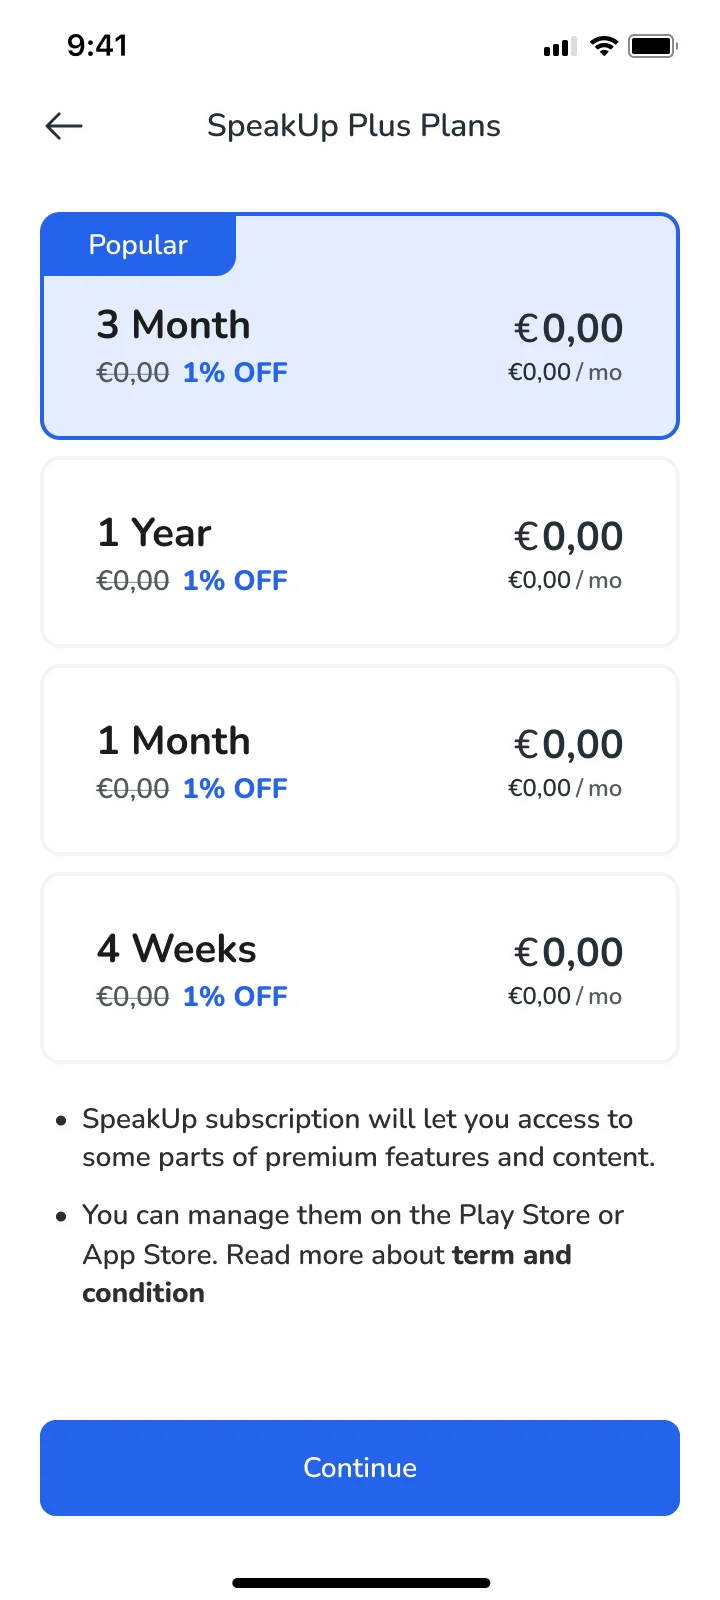 9:41
SpeakUp Plus Plans
Popular
3 Month
€0,00 1% OFF
€0,00
€0,00 / mo
1 Year
€0,00 1% OFF
€0,00
€0,00 / mo
1 Month
€0,00 1% OFF
€0,00
€0,00 / mo
4 Weeks
€0,00 1% OFF
€0,00
€0,00 / mo
• SpeakUp subscription will let you access to
some parts of premium features and content.
• You can manage them on the Play Store or
App Store. Read more about term and
condition
Continue